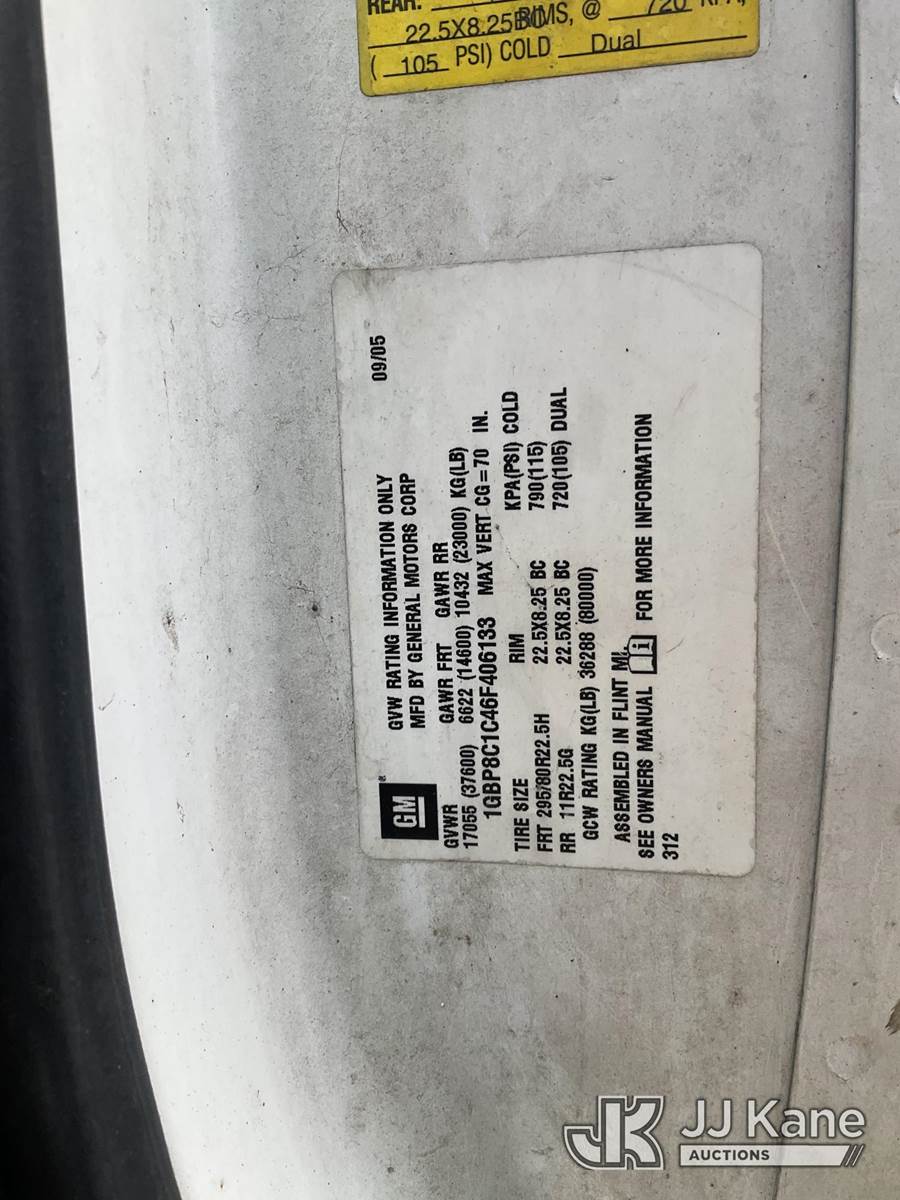 REAR:
22.5X8.25BC RIMS, @ 720 KPA,
( 105 PSI) COLD Dual
GM ®
GVW RATING INFORMATION ONLY 09/05
MFD BY GENERAL MOTORS CORP
GVWR GAWR FRT GAWR RR
17055 (37600) 6622 (14600) 10432 (23000) KG(LB)
1GBP8C1C46F406133 MAX VERT CG=70 IN.
TIRE SIZE RIM KPA(PSI) COLD
FRT 295/80R22.5H 22.5X8.25 BC 790(115)
RR 11R22.5G 22.5X8.25 BC 720(105) DUAL
GCW RATING KG(LB) 36288 (80000)
ASSEMBLED IN FLINT MI.
SEE OWNERS MANUAL i FOR MORE INFORMATION
312
JK JJ Kane
AUCTIONS